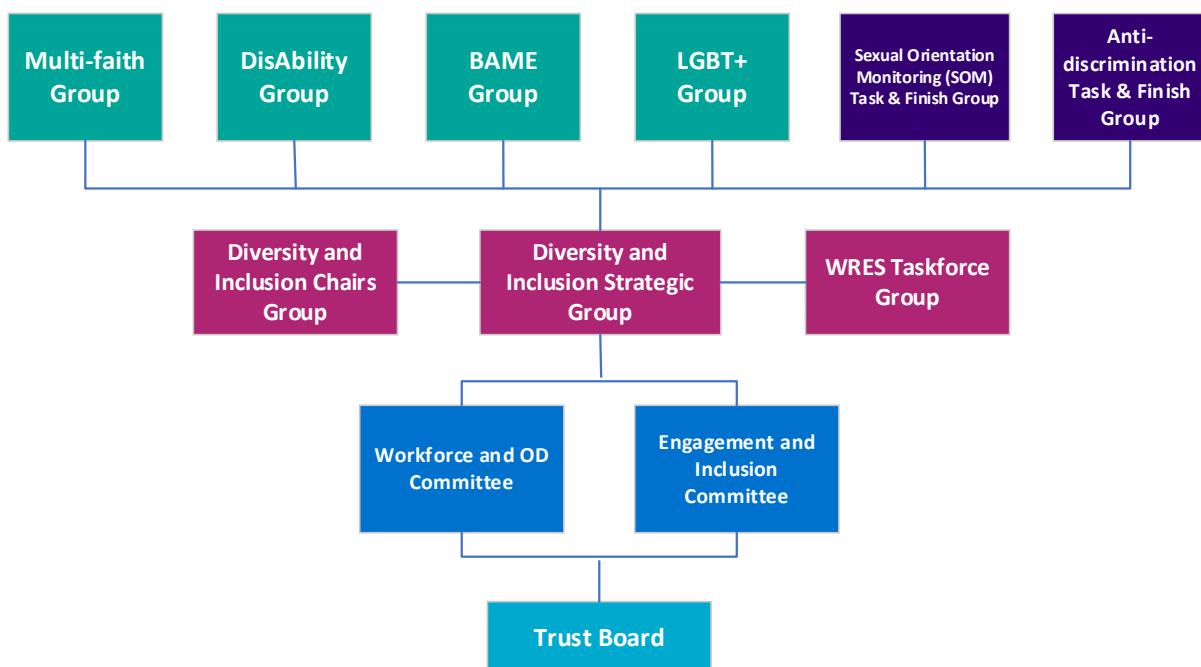 Multi-faith
Group
DisAbility
Group
BAME
Group
LGBT+
Group
Sexual Orientation
Monitoring (SOM)
Task & Finish Group
Anti-
discrimination
Task & Finish
Group
Diversity and
Inclusion Chairs
Group
Diversity and
Inclusion Strategic
Group
WRES Taskforce
Group
Workforce and OD
Committee
Engagement and
Inclusion
Committee
Trust Board